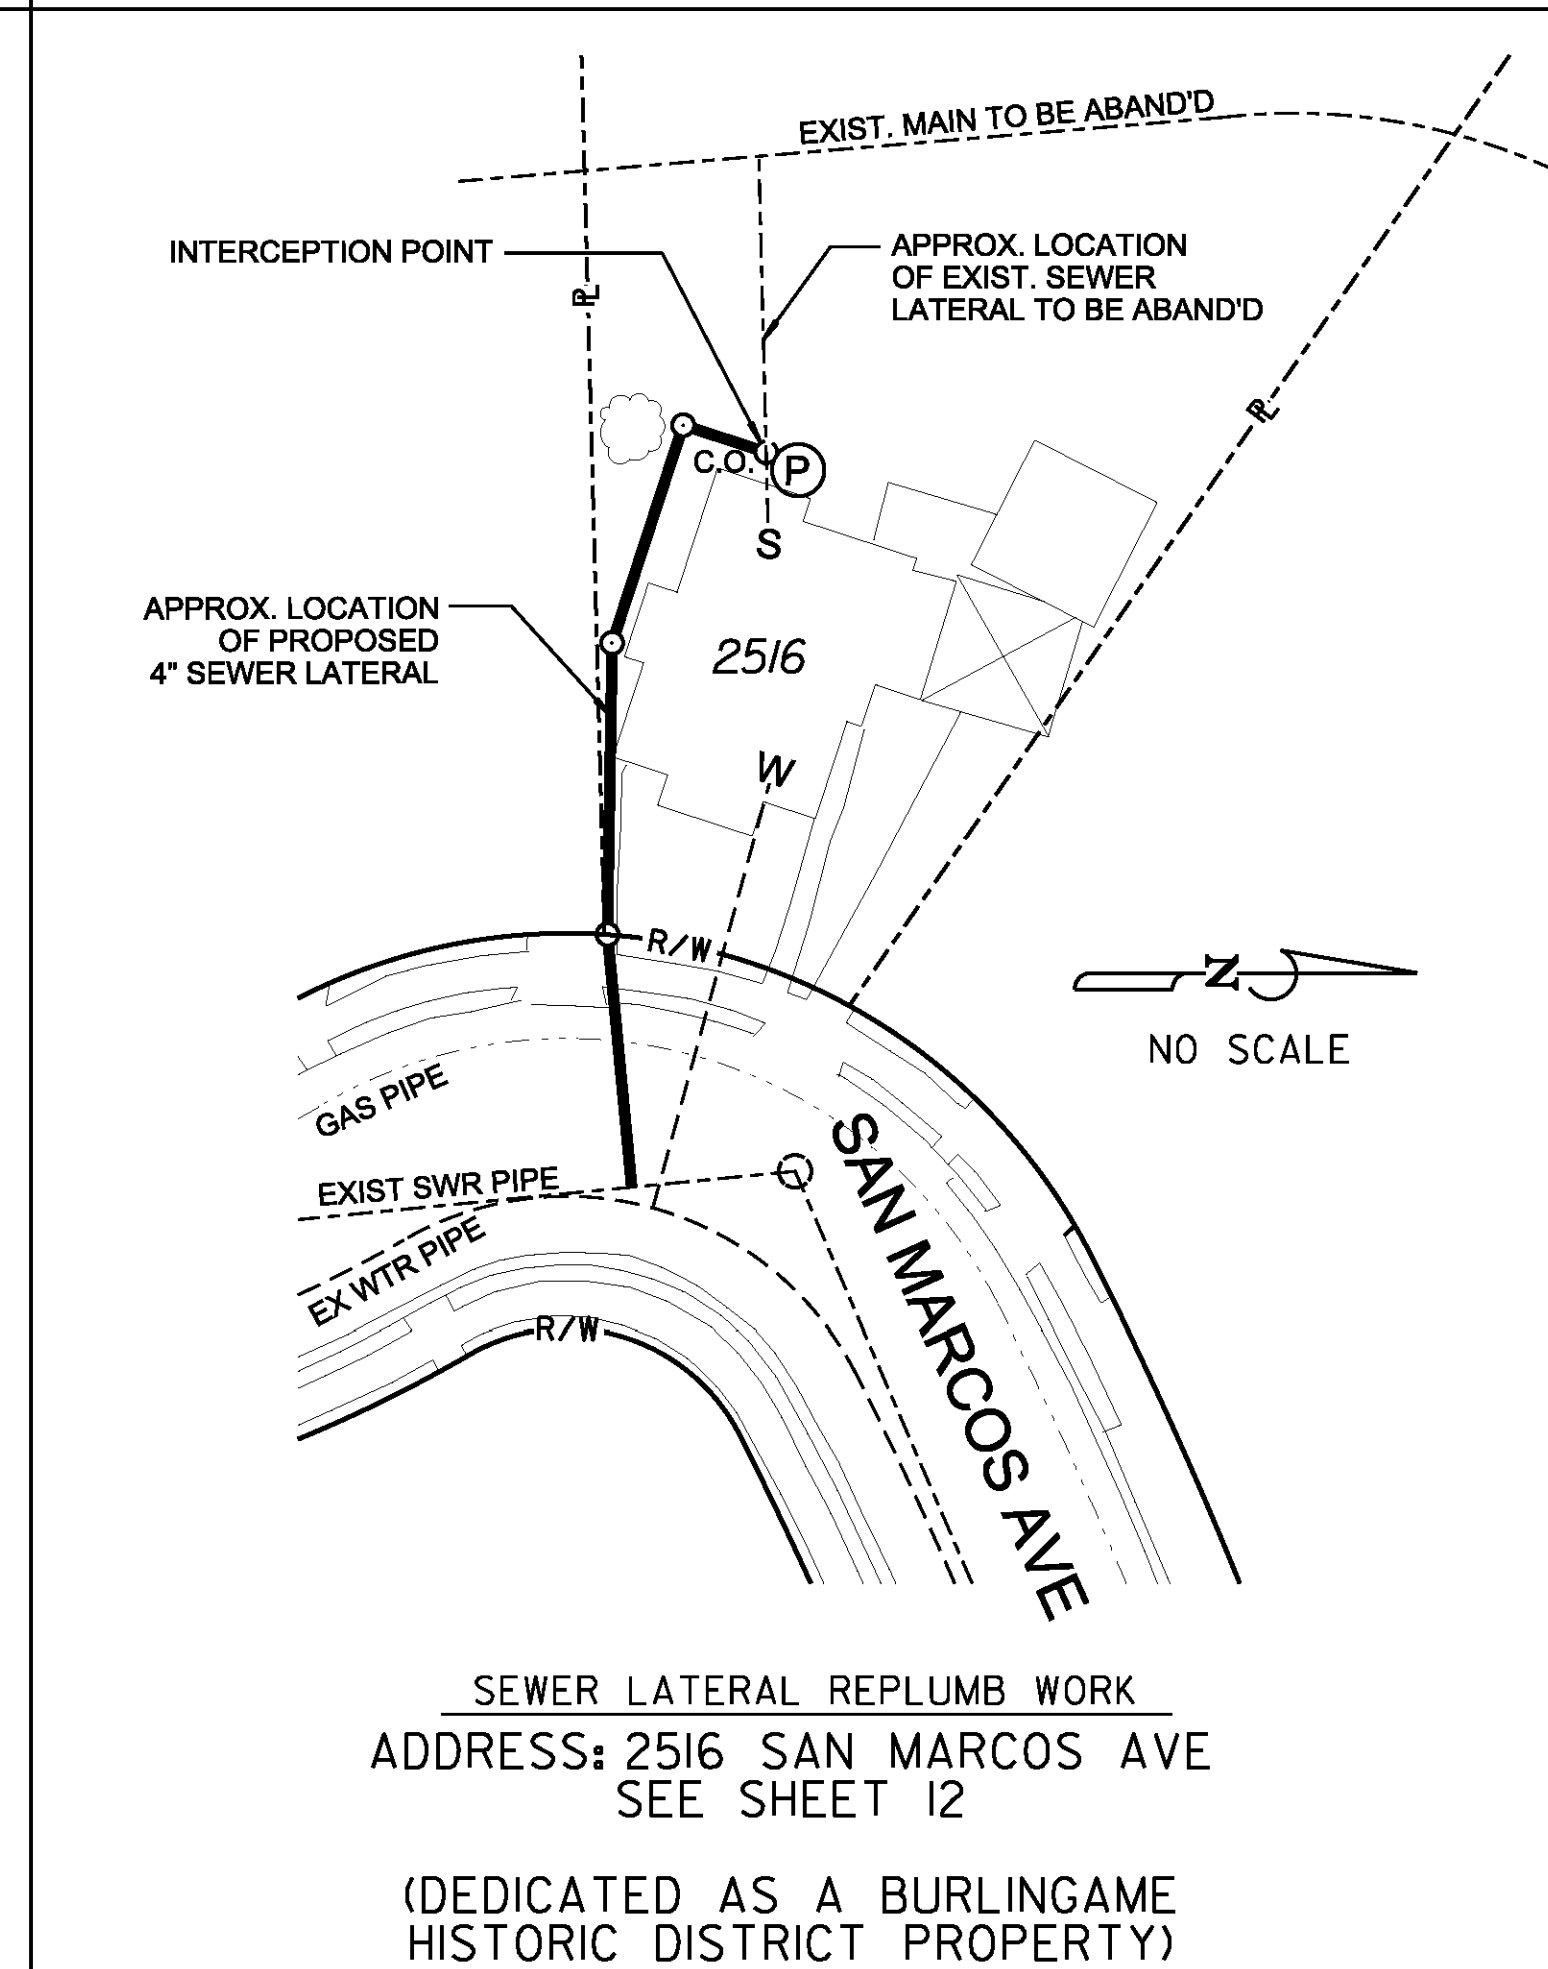 EXIST. MAIN TO BE ABAND'D
INTERCEPTION POINT
APPROX. LOCATION
OF EXIST. SEWER
LATERAL TO BE ABAND'D
PL
PL
C.O.
P
S
APPROX. LOCATION
OF PROPOSED
4" SEWER LATERAL
2516
W
R/W
N
NO SCALE
GAS PIPE
SAN MARCOS AVE
EXIST SWR PIPE
EX WTR PIPE
R/W
SEWER LATERAL REPLUMB WORK
ADDRESS: 2516 SAN MARCOS AVE
SEE SHEET 12
(DEDICATED AS A BURLINGAME
HISTORIC DISTRICT PROPERTY)